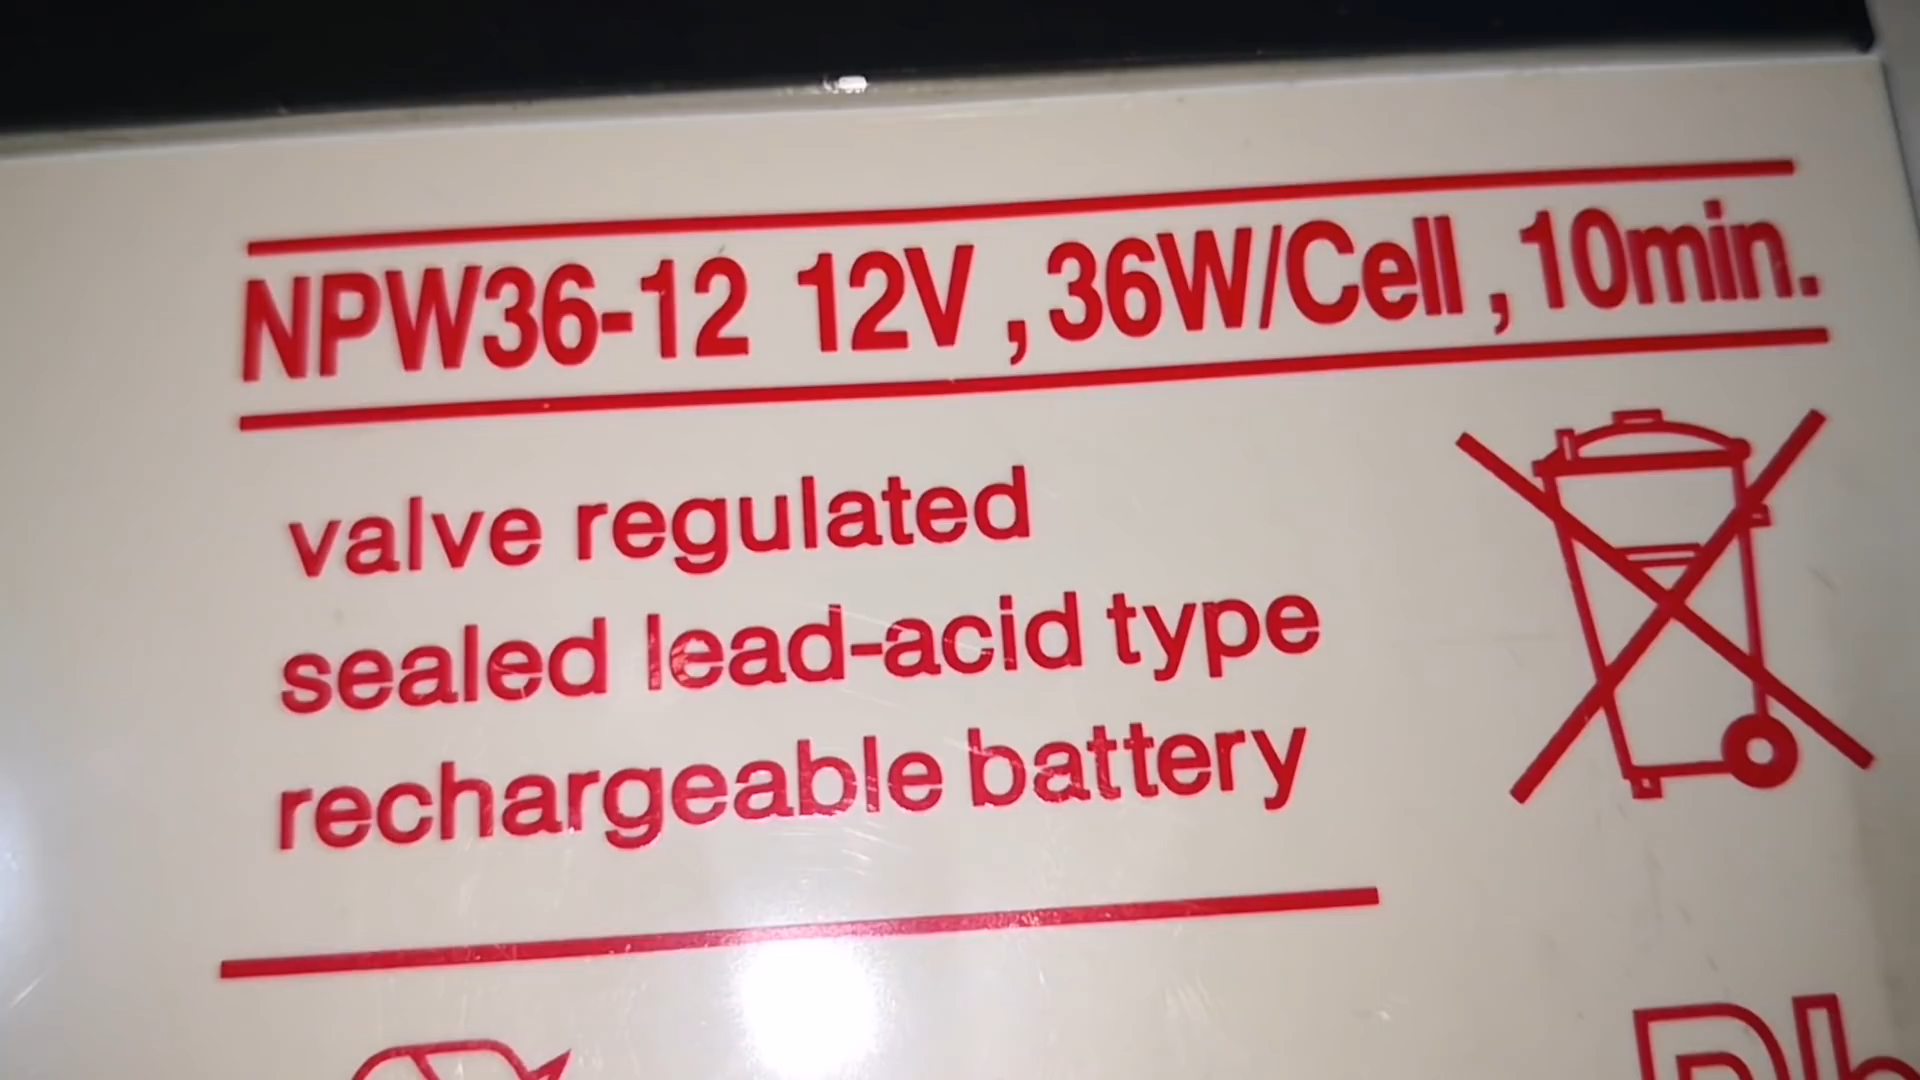 NPW36-12 12V , 36W/Cell , 10min.
valve regulated
sealed lead-acid type
rechargeable battery